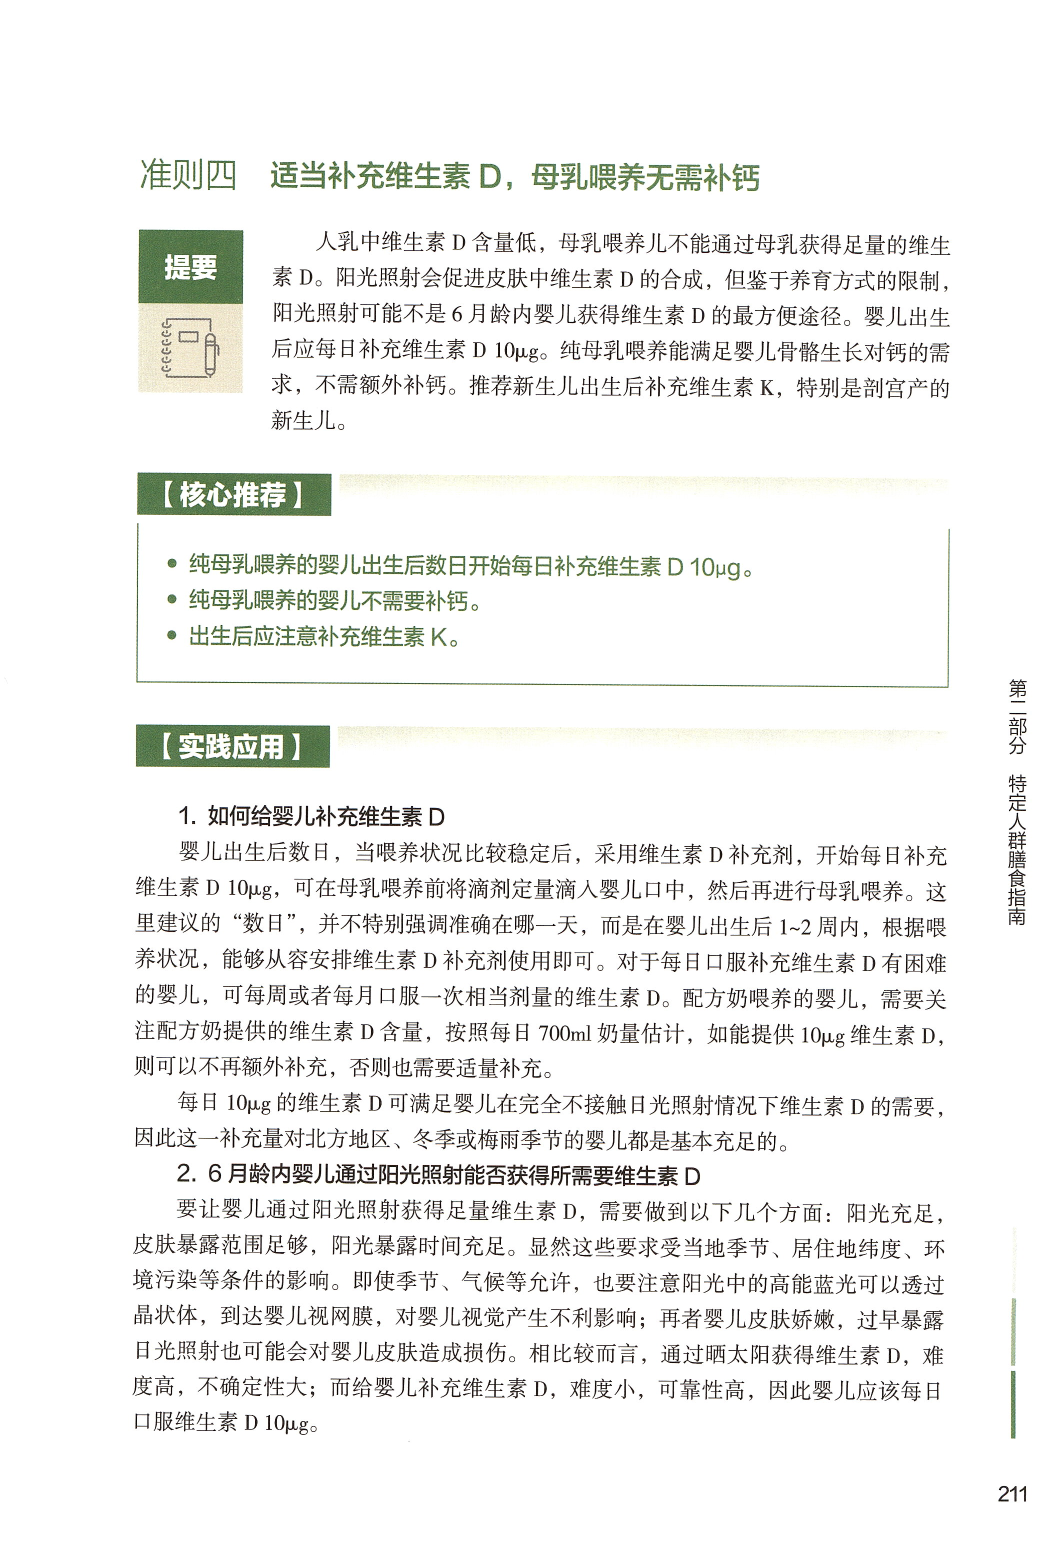 准则四 适当补充维生素 D，母乳喂养无需补钙
提要
人乳中维生素 D 含量低，母乳喂养儿不能通过母乳获得足量的维生
素 D。阳光照射会促进皮肤中维生素 D 的合成，但鉴于养育方式的限制，
阳光照射可能不是 6 月龄内婴儿获得维生素 D 的最方便途径。婴儿出生
后应每日补充维生素 D 10μg。纯母乳喂养能满足婴儿骨骼生长对钙的需
求，不需额外补钙。推荐新生儿出生后补充维生素 K，特别是剖宫产的
新生儿。
【核心推荐】
● 纯母乳喂养的婴儿出生后数日开始每日补充维生素 D 10μg。
● 纯母乳喂养的婴儿不需要补钙。
● 出生后应注意补充维生素 K。
【实践应用】
1. 如何给婴儿补充维生素 D
婴儿出生后数日，当喂养状况比较稳定后，采用维生素 D 补充剂，开始每日补充
维生素 D 10μg，可在母乳喂养前将滴剂定量滴入婴儿口中，然后再进行母乳喂养。这
里建议的“数日”，并不特别强调准确在哪一天，而是在婴儿出生后 1~2 周内，根据喂
养状况，能够从容安排维生素 D 补充剂使用即可。对于每日口服补充维生素 D 有困难
的婴儿，可每周或者每月口服一次相当剂量的维生素 D。配方奶喂养的婴儿，需要关
注配方奶提供的维生素 D 含量，按照每日 700ml 奶量估计，如能提供 10μg 维生素 D，
则可以不再额外补充，否则也需要适量补充。
每日 10μg 的维生素 D 可满足婴儿在完全不接触日光照射情况下维生素 D 的需要，
因此这一补充量对北方地区、冬季或梅雨季节的婴儿都是基本充足的。
2. 6 月龄内婴儿通过阳光照射能否获得所需要维生素 D
要让婴儿通过阳光照射获得足量维生素 D，需要做到以下几个方面：阳光充足，
皮肤暴露范围足够，阳光暴露时间充足。显然这些要求受当地季节、居住地纬度、环
境污染等条件的影响。即使季节、气候等允许，也要注意阳光中的高能蓝光可以透过
晶状体，到达婴儿视网膜，对婴儿视觉产生不利影响；再者婴儿皮肤娇嫩，过早暴露
日光照射也可能会对婴儿皮肤造成损伤。相比较而言，通过晒太阳获得维生素 D，难
度高，不确定性大；而给婴儿补充维生素 D，难度小，可靠性高，因此婴儿应该每日
口服维生素 D 10μg。
第二部分 特定人群膳食指南
211